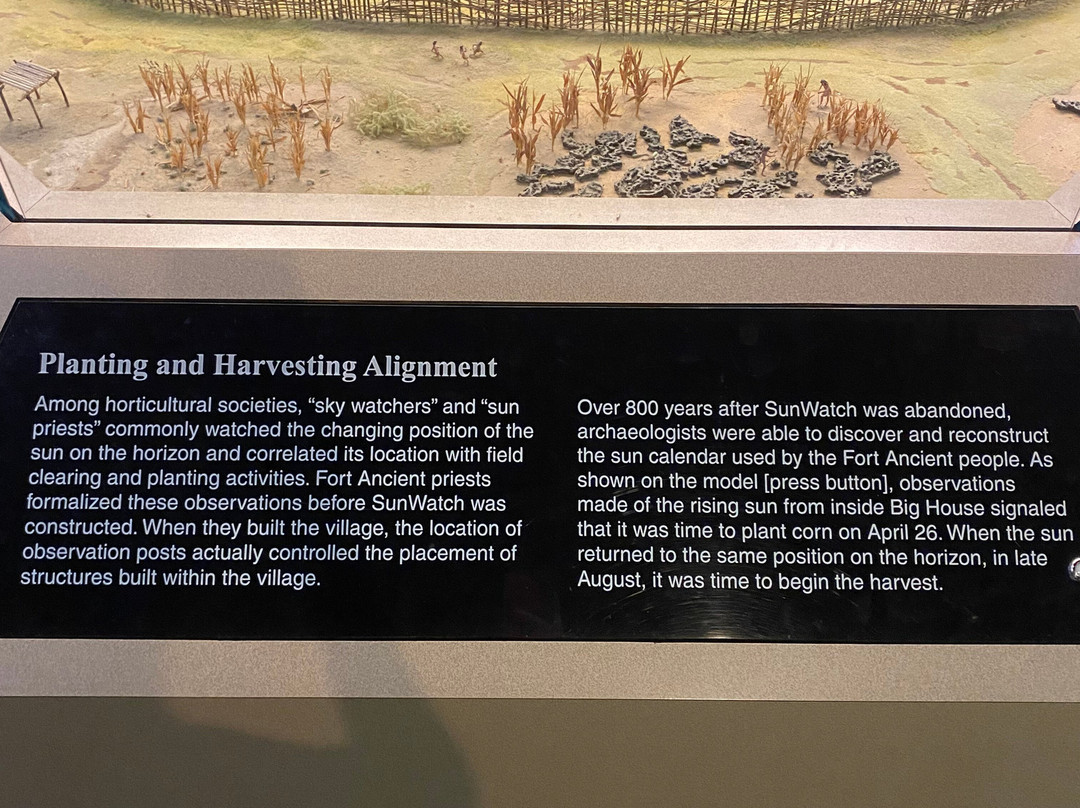 Planting and Harvesting Alignment
Among horticultural societies, “sky watchers” and “sun
priests” commonly watched the changing position of the
sun on the horizon and correlated its location with field
clearing and planting activities. Fort Ancient priests
formalized these observations before SunWatch was
constructed. When they built the village, the location of
observation posts actually controlled the placement of
structures built within the village.
Over 800 years after SunWatch was abandoned,
archaeologists were able to discover and reconstruct
the sun calendar used by the Fort Ancient people. As
shown on the model [press button], observations
made of the rising sun from inside Big House signaled
that it was time to plant corn on April 26. When the sun
returned to the same position on the horizon, in late
August, it was time to begin the harvest.